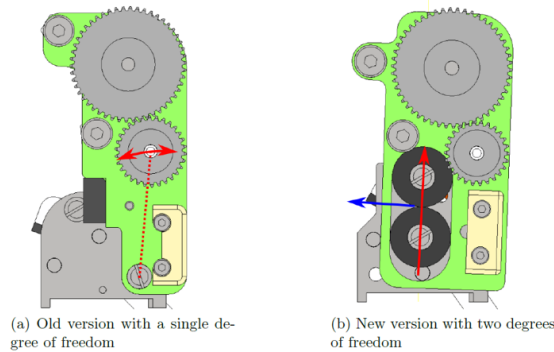 (a) Old version with a single de-
gree of freedom
(b) New version with two degrees
of freedom